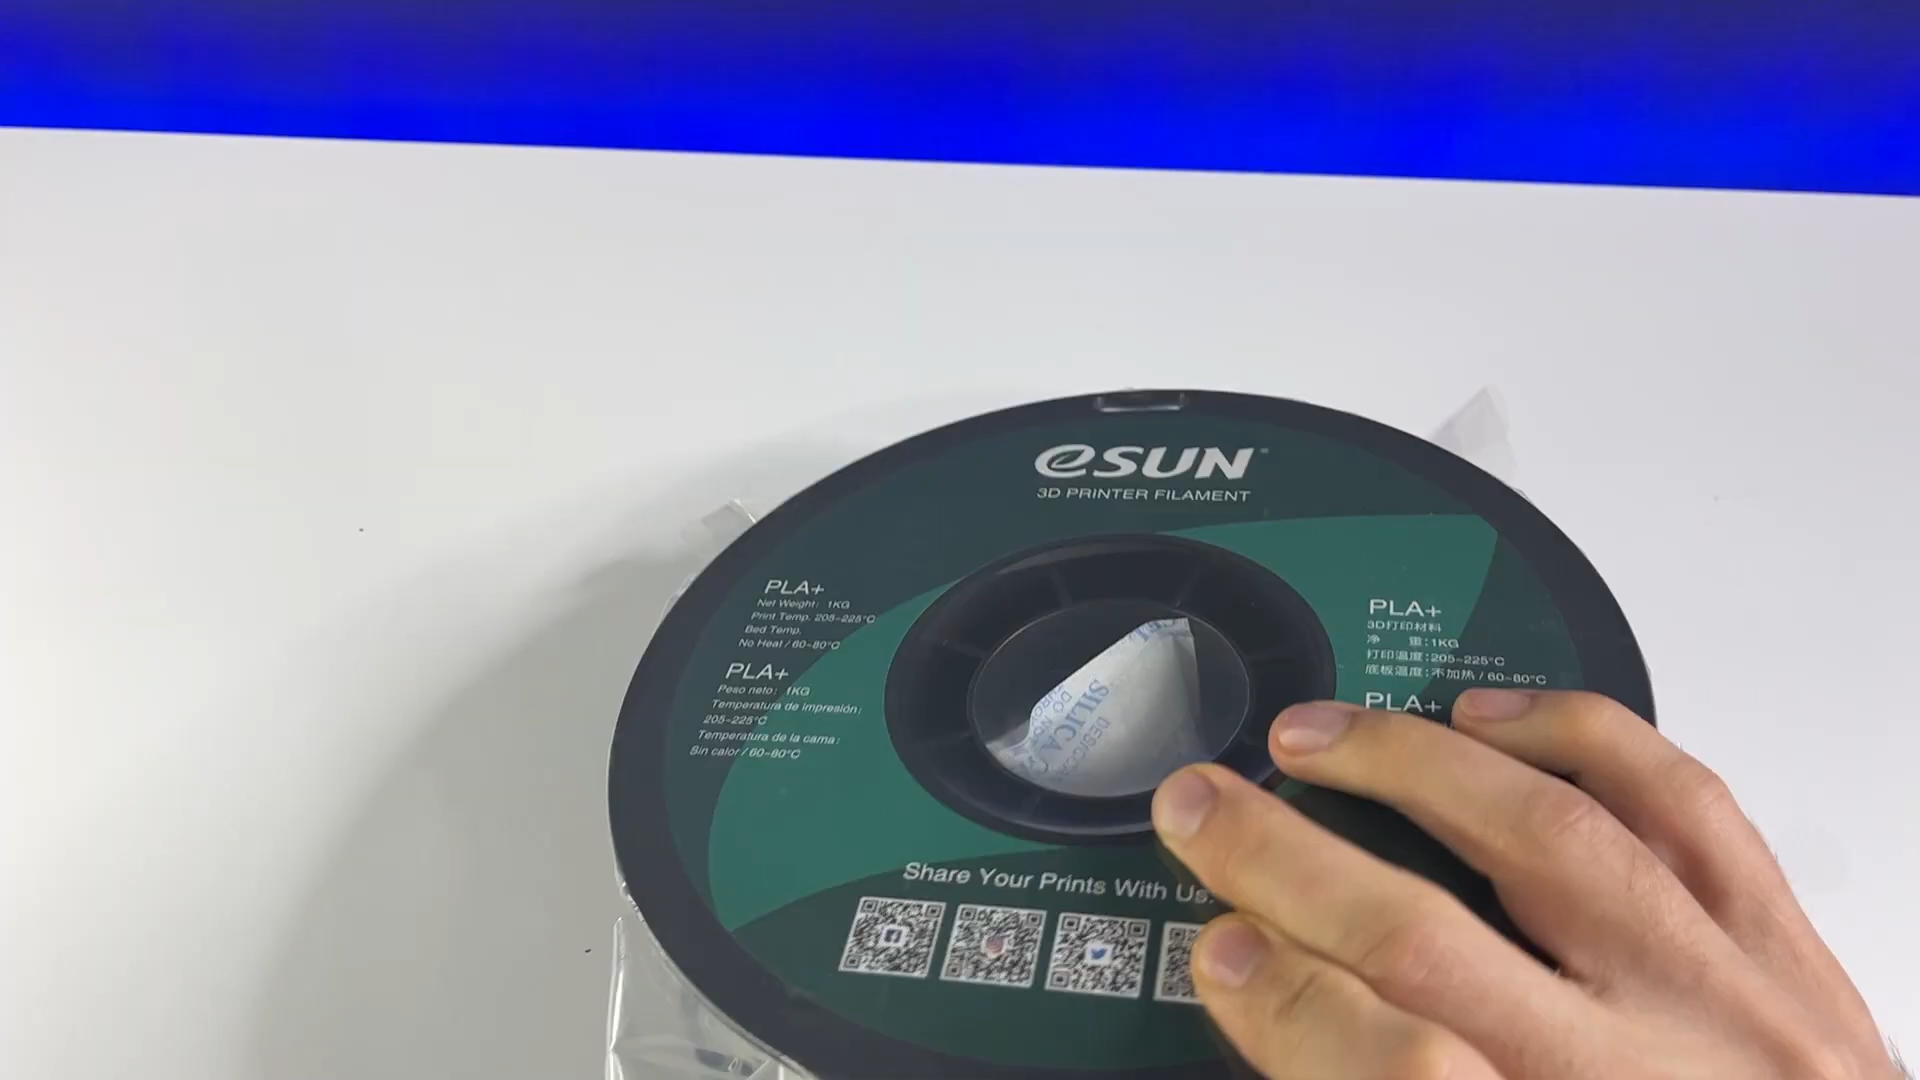 eSUN
3D PRINTER FILAMENT
PLA+
Net Weight: 1KG
Print Temp. 205-225°C
Bed Temp.
No Heat / 60-80°C
PLA+
Peso neto: 1KG
Temperatura de impresión:
205-225°C
Temperatura de la cama:
Sin calor / 60-80°C
PLA+
3D打印材料
净 重:1KG
打印温度:205-225°C
底板温度:不加热 / 60-80°C
PLA+
SILICA
DO NO
Share Your Prints With Us: